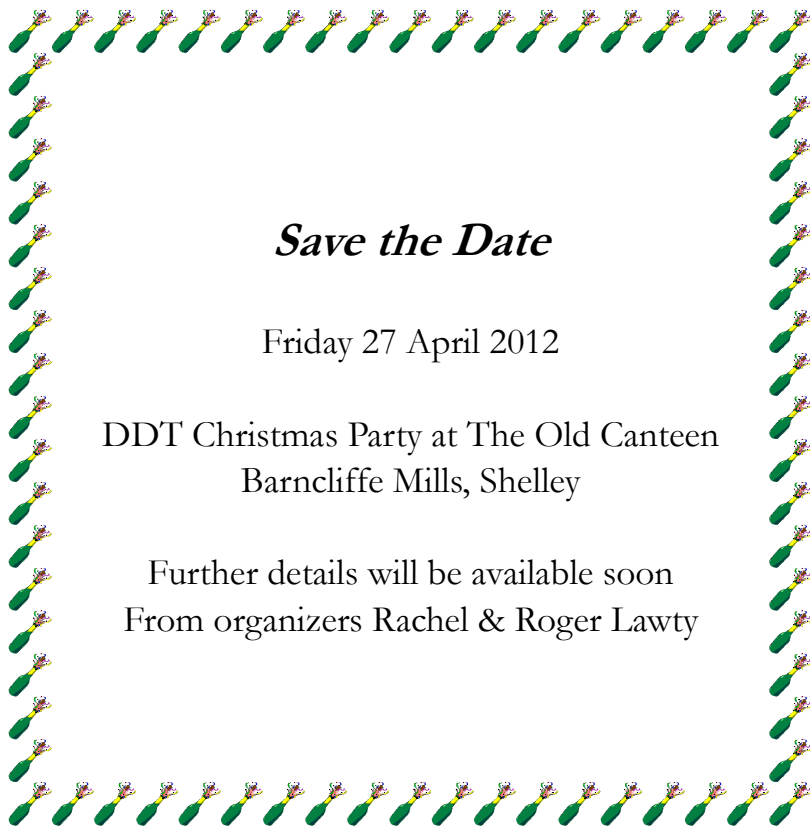 Save the Date
Friday 27 April 2012
DDT Christmas Party at The Old Canteen
Barncliffe Mills, Shelley
Further details will be available soon
From organizers Rachel & Roger Lawty